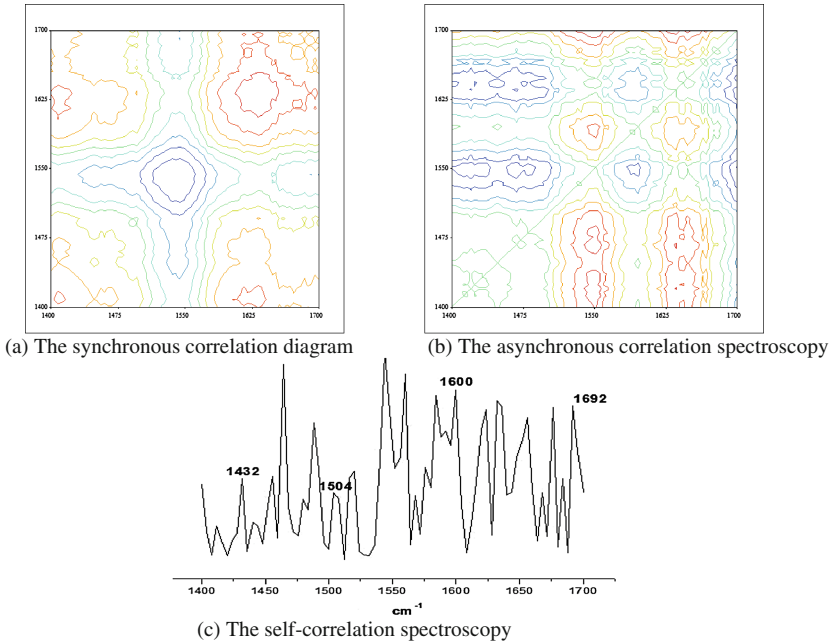 1700
1625
1550
1475
1400
1400 1475 1550 1625 1700
1700
1625
1550
1475
1400
1400 1475 1550 1625 1700
(a) The synchronous correlation diagram
(b) The asynchronous correlation spectroscopy
1432
1504
1600
1692
1400 1450 1500 1550 1600 1650 1700
cm⁻¹
(c) The self-correlation spectroscopy